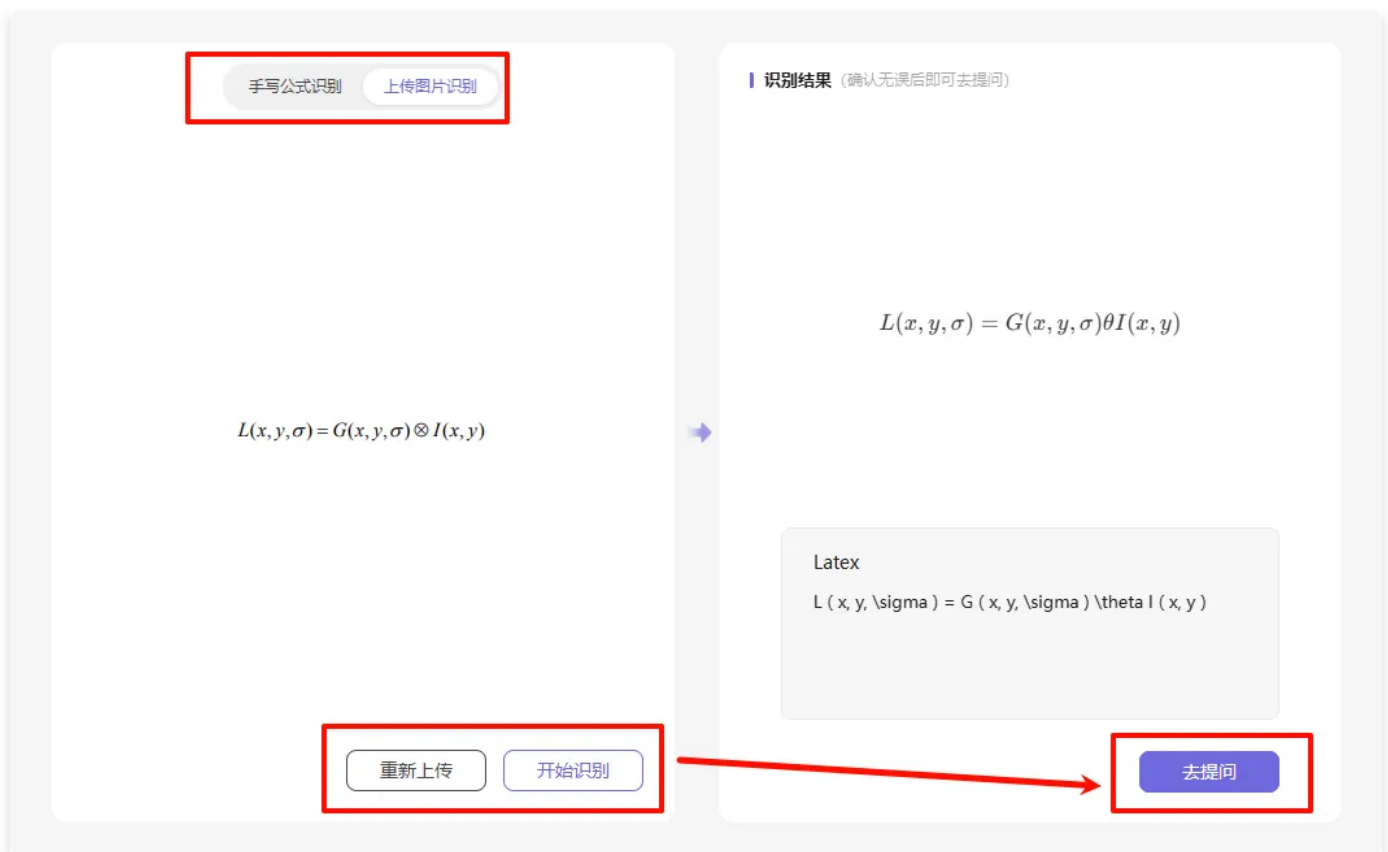 手写公式识别 上传图片识别
L(x, y,σ) = G(x, y,σ)⊗ I(x, y)
重新上传 开始识别
识别结果 (确认无课后即可去提问)
L(x, y, σ) = G(x, y, σ)θI(x, y)
Latex
L ( x, y, \sigma ) = G ( x, y, \sigma ) \theta I ( x, y )
去提问